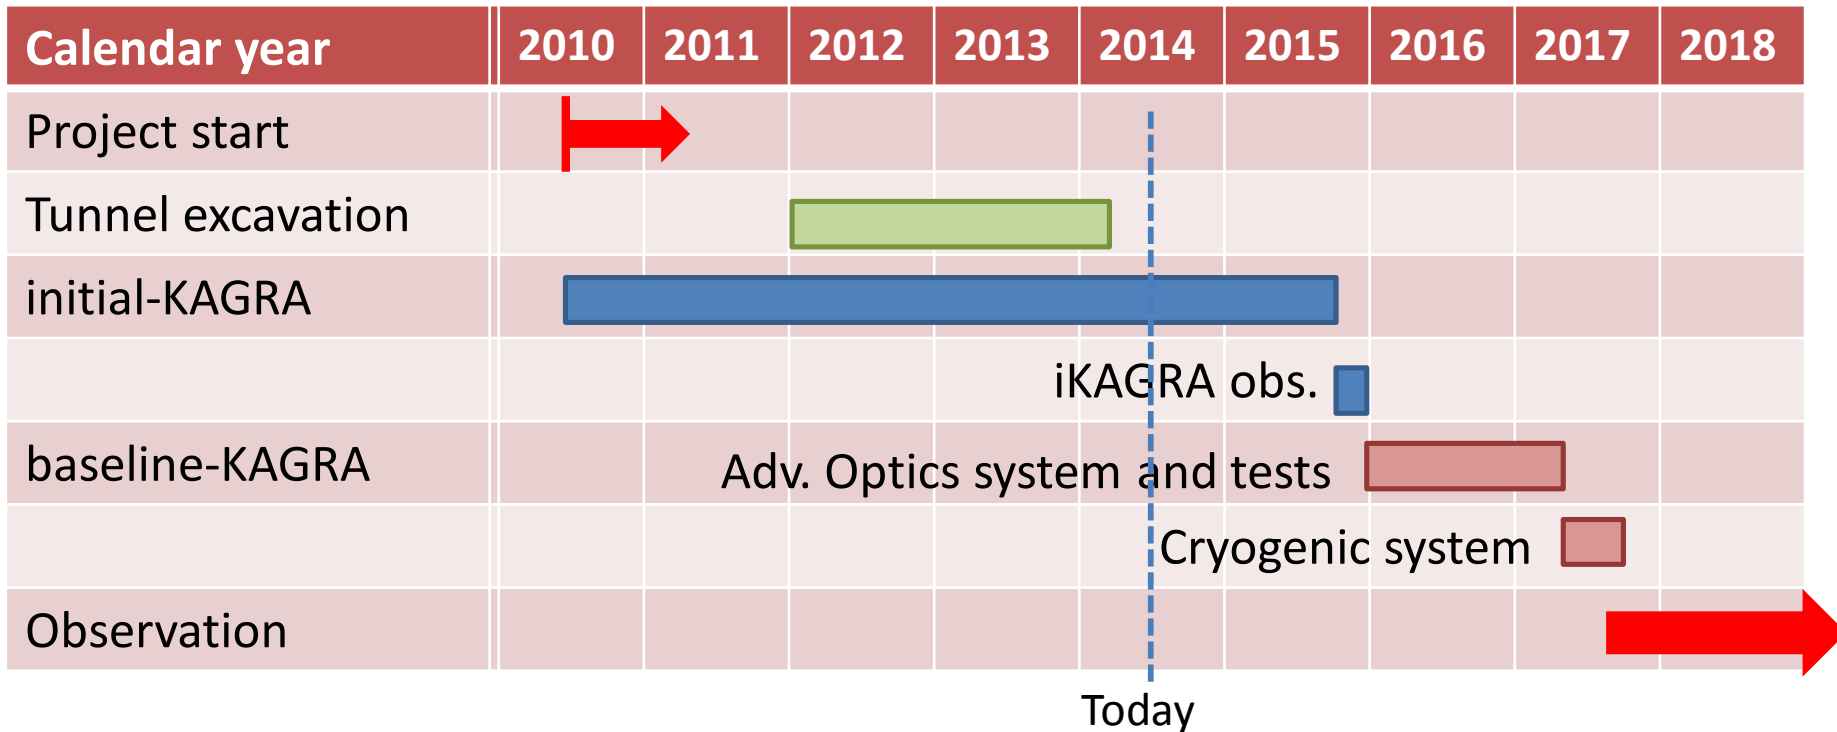 Calendar year 2010 2011 2012 2013 2014 2015 2016 2017 2018
Project start
Tunnel excavation
initial-KAGRA
iKAGRA obs.
baseline-KAGRA Adv. Optics system and tests
Cryogenic system
Observation
Today